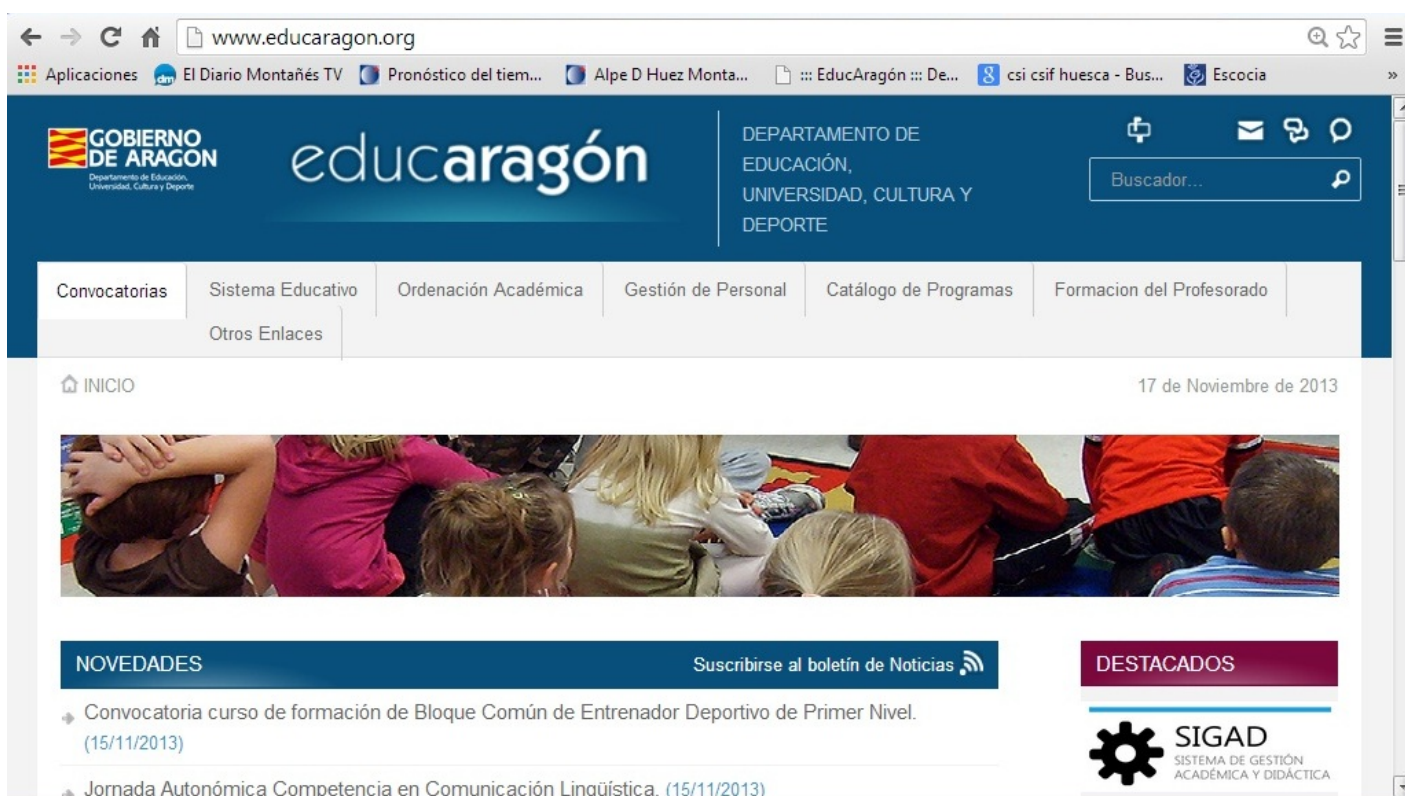 www.educaragon.org
Aplicaciones El Diario Montañés TV Pronóstico del tiem... Alpe D Huez Monta... ::: EducAragón ::: De... csi csif huesca - Bus... Escocia »
GOBIERNO
DE ARAGON
Departamento de Educación,
Universidad, Cultura y Deporte
educaragón
DEPARTAMENTO DE
EDUCACIÓN,
UNIVERSIDAD, CULTURA Y
DEPORTE
Buscador...
Convocatorias Sistema Educativo Ordenación Académica Gestión de Personal Catálogo de Programas Formacion del Profesorado
Otros Enlaces
INICIO 17 de Noviembre de 2013
NOVEDADES Suscribirse al boletín de Noticias
Convocatoria curso de formación de Bloque Común de Entrenador Deportivo de Primer Nivel.
(15/11/2013)
Jornada Autonómica Competencia en Comunicación Lingüística. (15/11/2013)
DESTACADOS
SIGAD
SISTEMA DE GESTIÓN
ACADÉMICA Y DIDÁCTICA